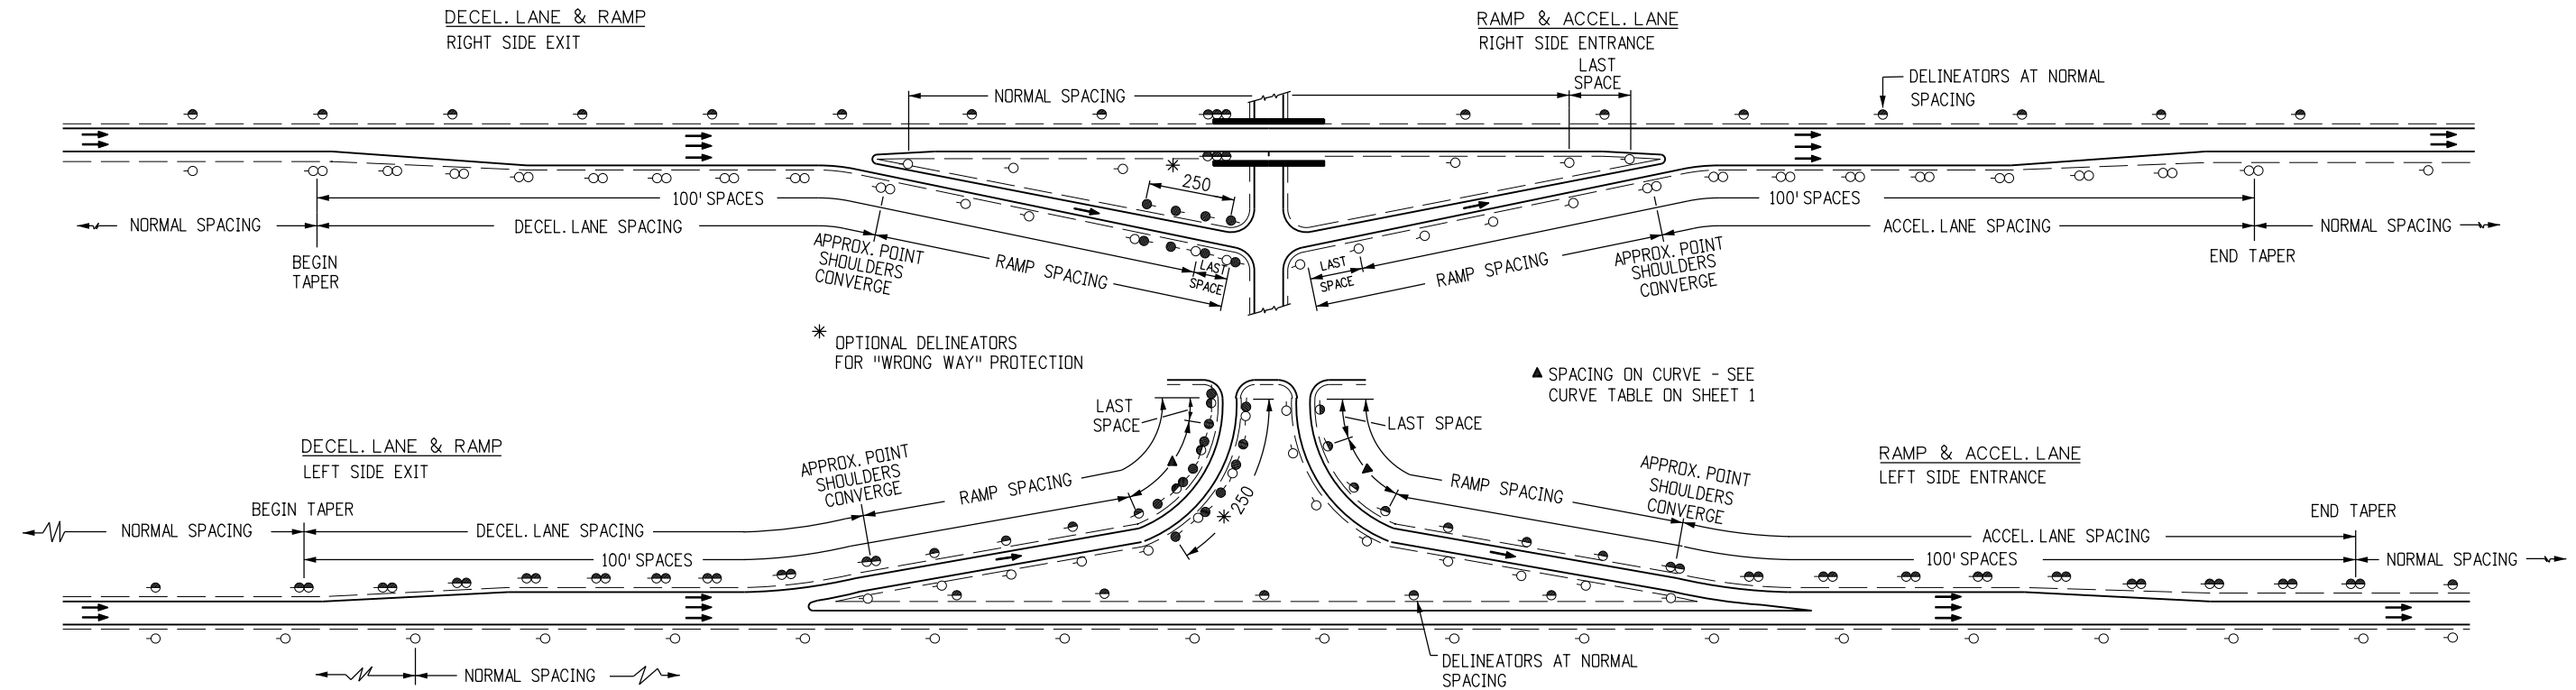 DECEL. LANE & RAMP
RIGHT SIDE EXIT
RAMP & ACCEL. LANE
RIGHT SIDE ENTRANCE
NORMAL SPACING
LAST
SPACE
DELINEATORS AT NORMAL
SPACING
250
100' SPACES
100' SPACES
NORMAL SPACING
DECEL. LANE SPACING
ACCEL. LANE SPACING
NORMAL SPACING
BEGIN
TAPER
APPROX. POINT
SHOULDERS
CONVERGE
RAMP SPACING
LAST
SPACE
LAST
SPACE
RAMP SPACING
APPROX. POINT
SHOULDERS
CONVERGE
END TAPER
* OPTIONAL DELINEATORS
FOR "WRONG WAY" PROTECTION
▲ SPACING ON CURVE - SEE
CURVE TABLE ON SHEET 1
DECEL. LANE & RAMP
LEFT SIDE EXIT
LAST
SPACE
LAST SPACE
RAMP & ACCEL. LANE
LEFT SIDE ENTRANCE
APPROX. POINT
SHOULDERS
CONVERGE
RAMP SPACING
250
RAMP SPACING
APPROX. POINT
SHOULDERS
CONVERGE
BEGIN TAPER
END TAPER
NORMAL SPACING
DECEL. LANE SPACING
ACCEL. LANE SPACING
100' SPACES
100' SPACES
NORMAL SPACING
DELINEATORS AT NORMAL
SPACING
NORMAL SPACING